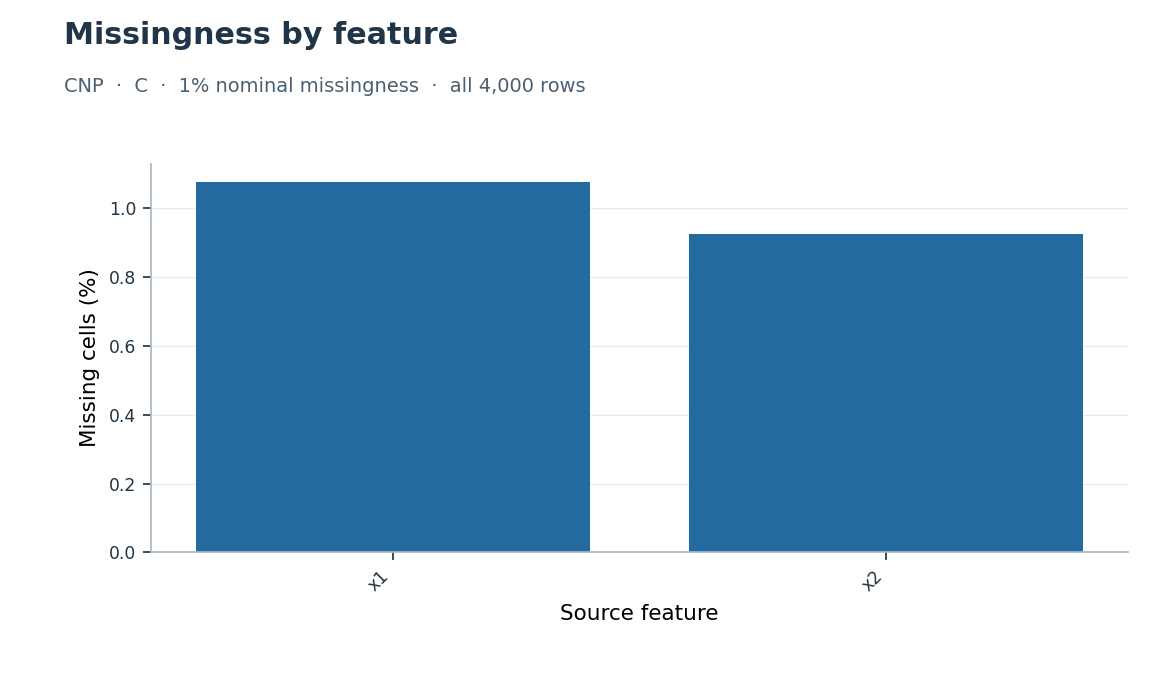 Missingness by feature
CNP · C · 1% nominal missingness · all 4,000 rows
Missing cells (%)
1.0
0.8
0.6
0.4
0.2
0.0
x1
x2
Source feature